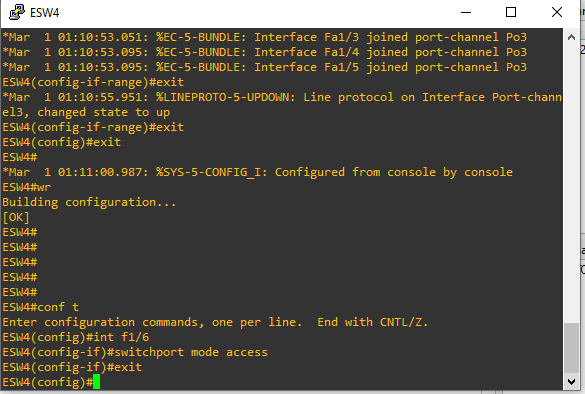 ESW4
*Mar  1 01:10:53.051: %EC-5-BUNDLE: Interface Fa1/3 joined port-channel Po3
*Mar  1 01:10:53.095: %EC-5-BUNDLE: Interface Fa1/4 joined port-channel Po3
*Mar  1 01:10:53.095: %EC-5-BUNDLE: Interface Fa1/5 joined port-channel Po3
ESW4(config-if-range)#exit
*Mar  1 01:10:55.951: %LINEPROTO-5-UPDOWN: Line protocol on Interface Port-chann
el3, changed state to up
ESW4(config-if-range)#exit
ESW4(config)#exit
ESW4#
*Mar  1 01:11:00.987: %SYS-5-CONFIG_I: Configured from console by console
ESW4#wr
Building configuration...
[OK]
ESW4#
ESW4#
ESW4#
ESW4#
ESW4#
ESW4#conf t
Enter configuration commands, one per line.  End with CNTL/Z.
ESW4(config)#int f1/6
ESW4(config-if)#switchport mode access
ESW4(config-if)#exit
ESW4(config)#